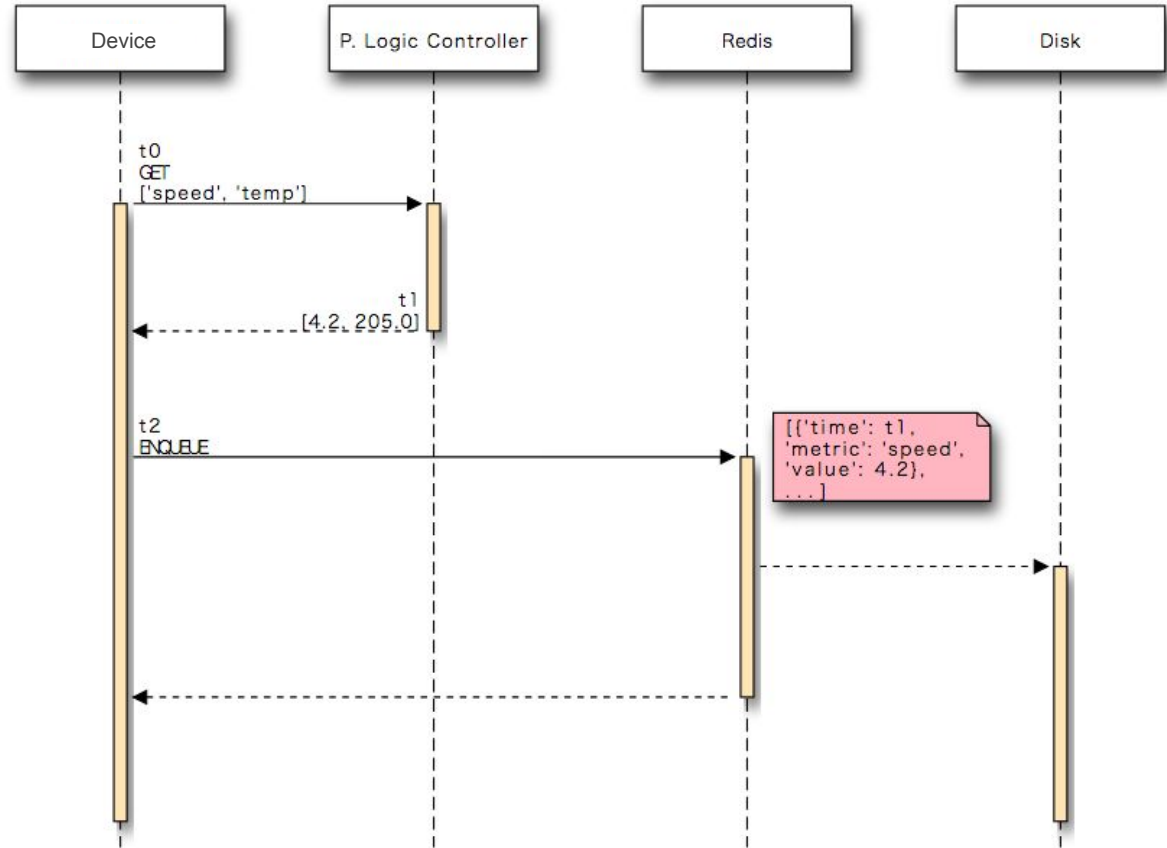 Device
P. Logic Controller
Redis
Disk
t0
GET
['speed', 'temp']
t1
[4.2, 205.0]
t2
ENQUEUE
[{'time': t1,
'metric': 'speed',
'value': 4.2},
...]